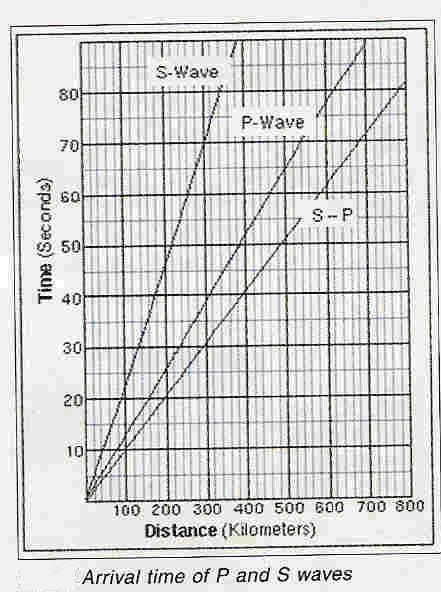 S-Wave
P-Wave
S - P
80
70
60
50
40
30
20
10
Time (Seconds)
100 200 300 400 500 600 700 800
Distance (Kilometers)
Arrival time of P and S waves